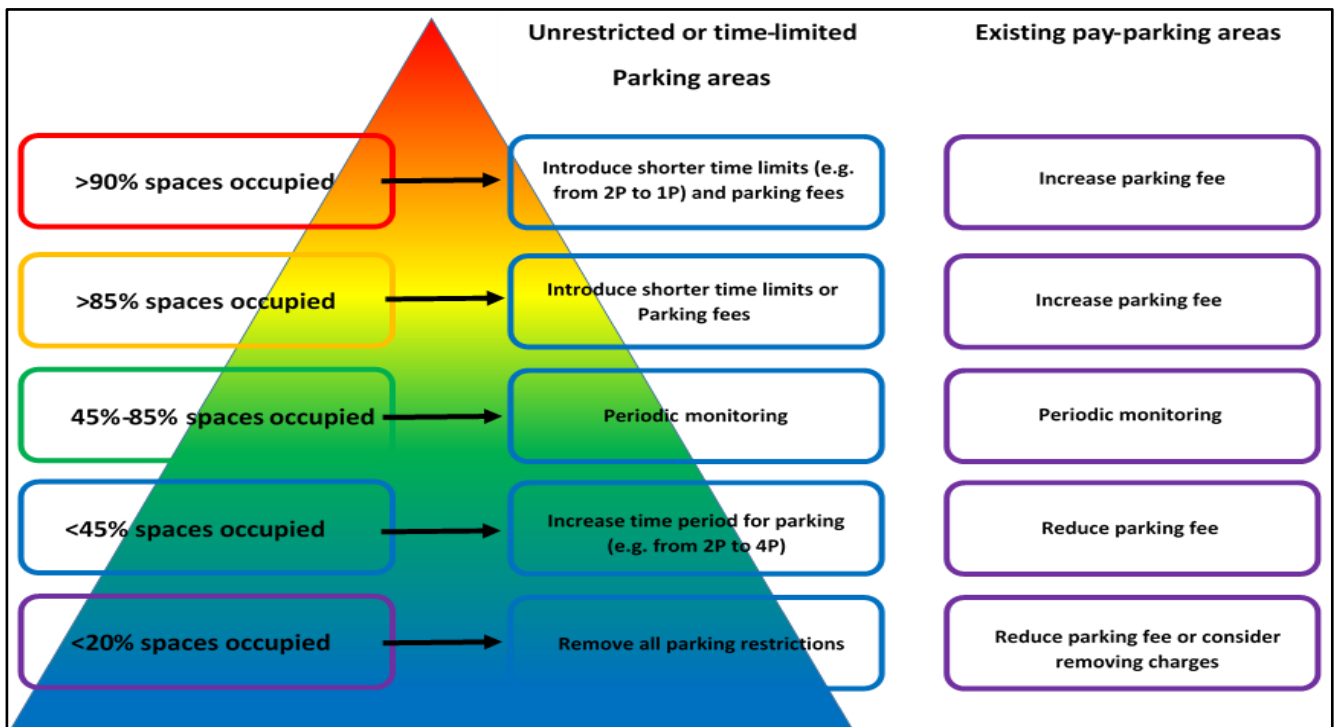 Unrestricted or time-limited
Parking areas
Existing pay-parking areas
>90% spaces occupied
Introduce shorter time limits (e.g.
from 2P to 1P) and parking fees
Increase parking fee
>85% spaces occupied
Introduce shorter time limits or
Parking fees
Increase parking fee
45%-85% spaces occupied
Periodic monitoring
Periodic monitoring
<45% spaces occupied
Increase time period for parking
(e.g. from 2P to 4P)
Reduce parking fee
<20% spaces occupied
Remove all parking restrictions
Reduce parking fee or consider
removing charges